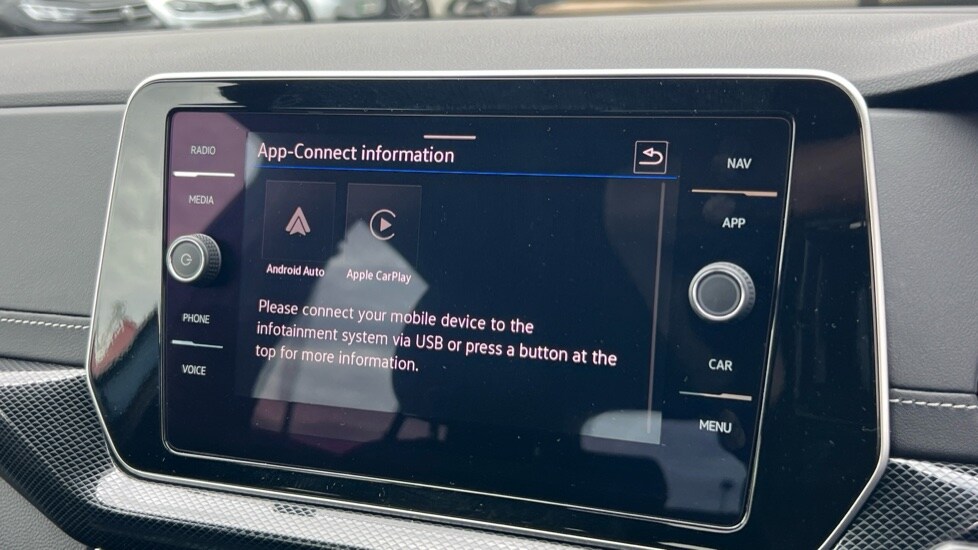 RADIO
MEDIA
PHONE
VOICE
App-Connect information
Android Auto
Apple CarPlay
Please connect your mobile device to the
infotainment system via USB or press a button at the
top for more information.
NAV
APP
CAR
MENU